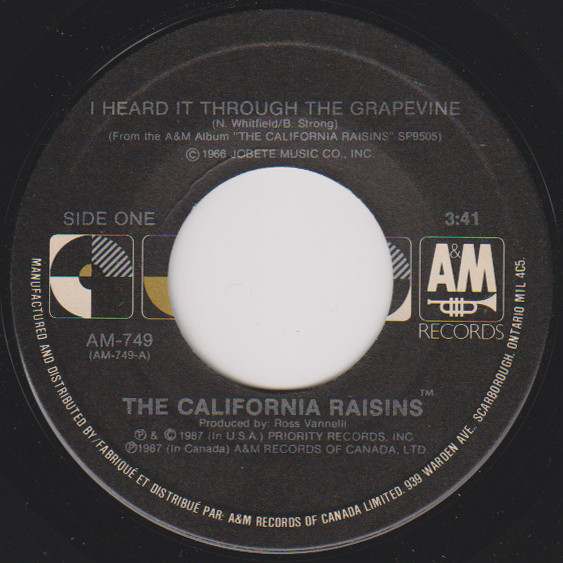 I HEARD IT THROUGH THE GRAPEVINE
(N. Whitfield/B. Strong)
(From the A&M Album "THE CALIFORNIA RAISINS" SP9505)
© 1966 JOBETE MUSIC CO., INC.
SIDE ONE
3:41
A&M
RECORDS
AM-749
(AM-749-A)
THE CALIFORNIA RAISINS™
Produced by: Ross Vannelli
℗ & © 1987 (In U.S.A.) PRIORITY RECORDS, INC
℗1987 (In Canada) A&M RECORDS OF CANADA, LTD
MANUFACTURED AND DISTRIBUTED BY/FABRIQUÉ ET DISTRIBUÉ PAR: A&M RECORDS OF CANADA LIMITED. 939 WARDEN AVE., SCARBOROUGH, ONTARIO M1L 4C5.